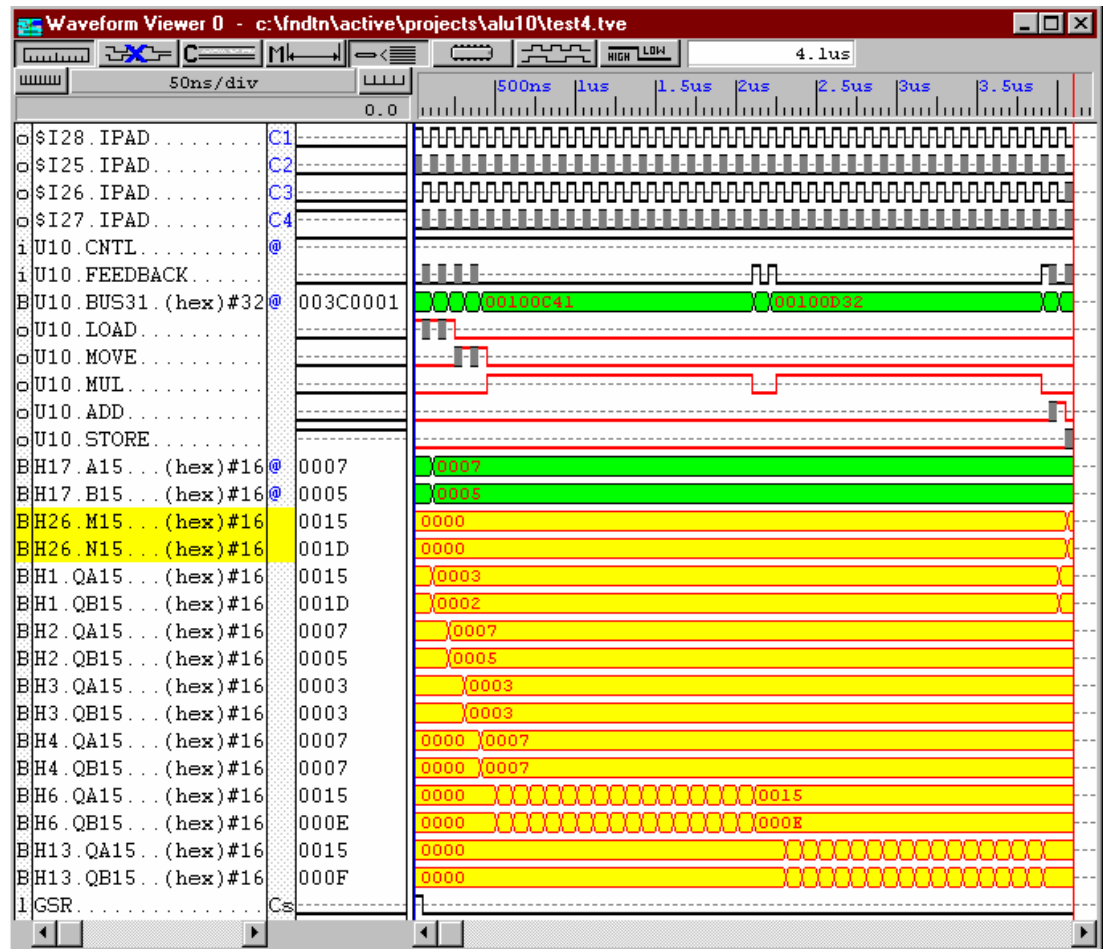 Waveform Viewer 0 - c:\fndtn\active\projects\alu10\test4.tve
C M HIGH LOW 4.1us
50ns/div
500ns 1us 1.5us 2us 2.5us 3us 3.5us
0.0
o $I28.IPAD......... C1
o $I25.IPAD......... C2
o $I26.IPAD......... C3
o $I27.IPAD......... C4
i U10.CNTL.......... @
i U10.FEEDBACK......
B U10.BUS31.(hex)#32 @ 003C0001 00100C41 00100D32
o U10.LOAD..........
o U10.MOVE..........
o U10.MUL...........
o U10.ADD...........
o U10.STORE.........
B H17.A15...(hex)#16 @ 0007 0007
B H17.B15...(hex)#16 @ 0005 0005
B H26.M15...(hex)#16 0015 0000
B H26.N15...(hex)#16 001D 0000
B H1.QA15...(hex)#16 0015 0003
B H1.QB15...(hex)#16 001D 0002
B H2.QA15...(hex)#16 0007 0007
B H2.QB15...(hex)#16 0005 0005
B H3.QA15...(hex)#16 0003 0003
B H3.QB15...(hex)#16 0003 0003
B H4.QA15...(hex)#16 0007 0000 0007
B H4.QB15...(hex)#16 0007 0000 0007
B H6.QA15...(hex)#16 0015 0000 0015
B H6.QB15...(hex)#16 000E 0000 000E
B H13.QA15..(hex)#16 0015 0000
B H13.QB15..(hex)#16 000F 0000
l GSR............... Cs